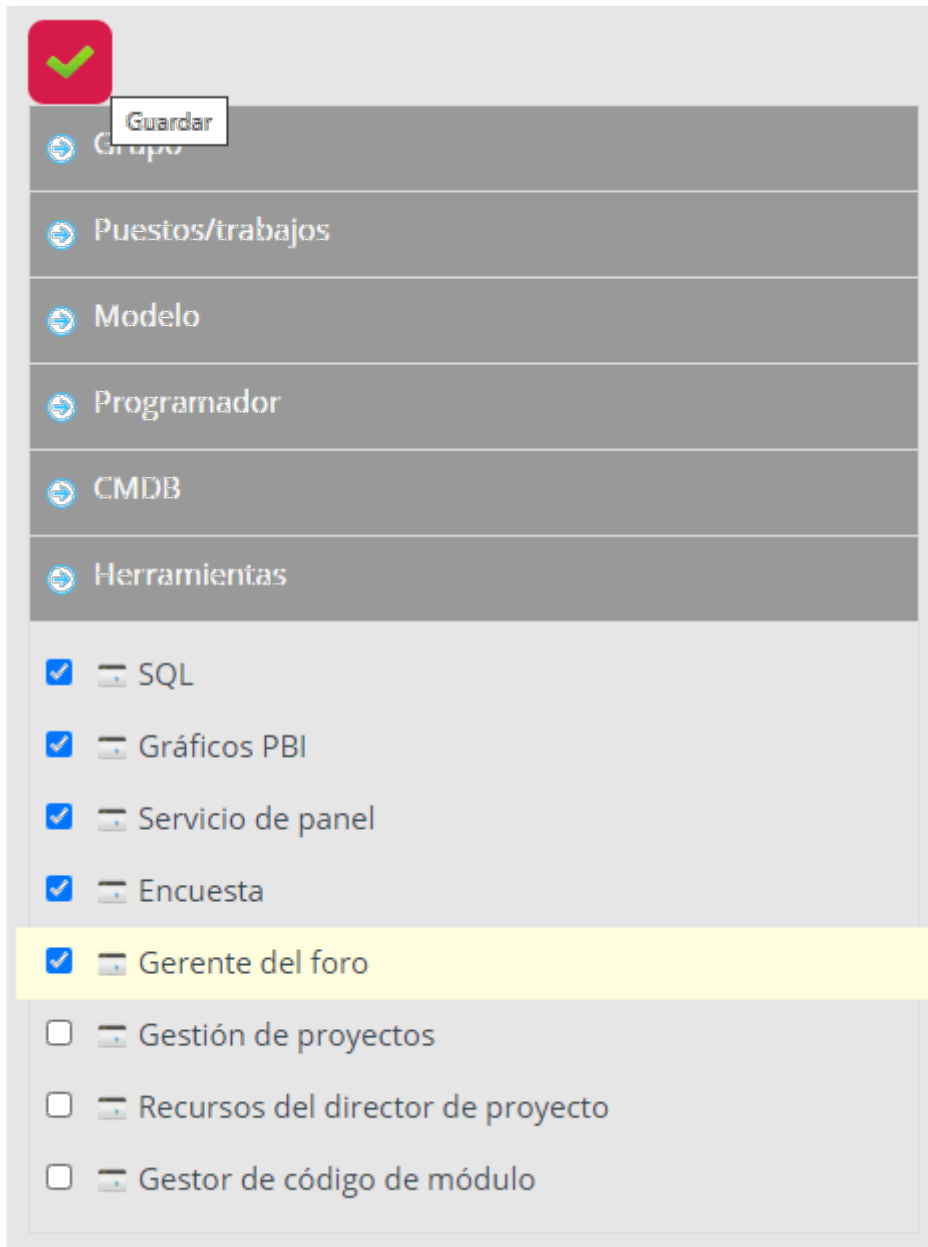 Guardar
Grupo
Puestos/trabajos
Modelo
Programador
CMDB
Herramientas
SQL
Gráficos PBI
Servicio de panel
Encuesta
Gerente del foro
Gestión de proyectos
Recursos del director de proyecto
Gestor de código de módulo